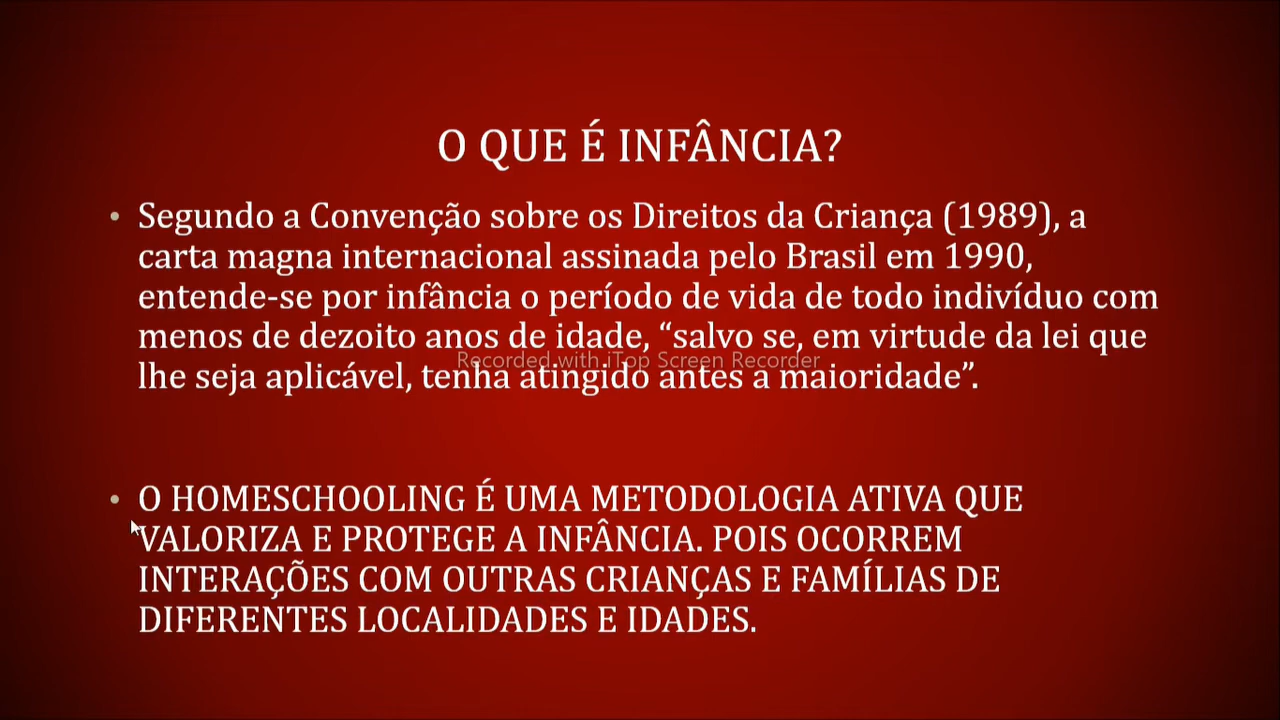 O QUE É INFÂNCIA?
• Segundo a Convenção sobre os Direitos da Criança (1989), a
carta magna internacional assinada pelo Brasil em 1990,
entende-se por infância o período de vida de todo indivíduo com
menos de dezoito anos de idade, “salvo se, em virtude da lei que
Recorded with iTop Screen Recorder
lhe seja aplicável, tenha atingido antes a maioridade”.
• O HOMESCHOOLING É UMA METODOLOGIA ATIVA QUE
VALORIZA E PROTEGE A INFÂNCIA. POIS OCORREM
INTERAÇÕES COM OUTRAS CRIANÇAS E FAMÍLIAS DE
DIFERENTES LOCALIDADES E IDADES.